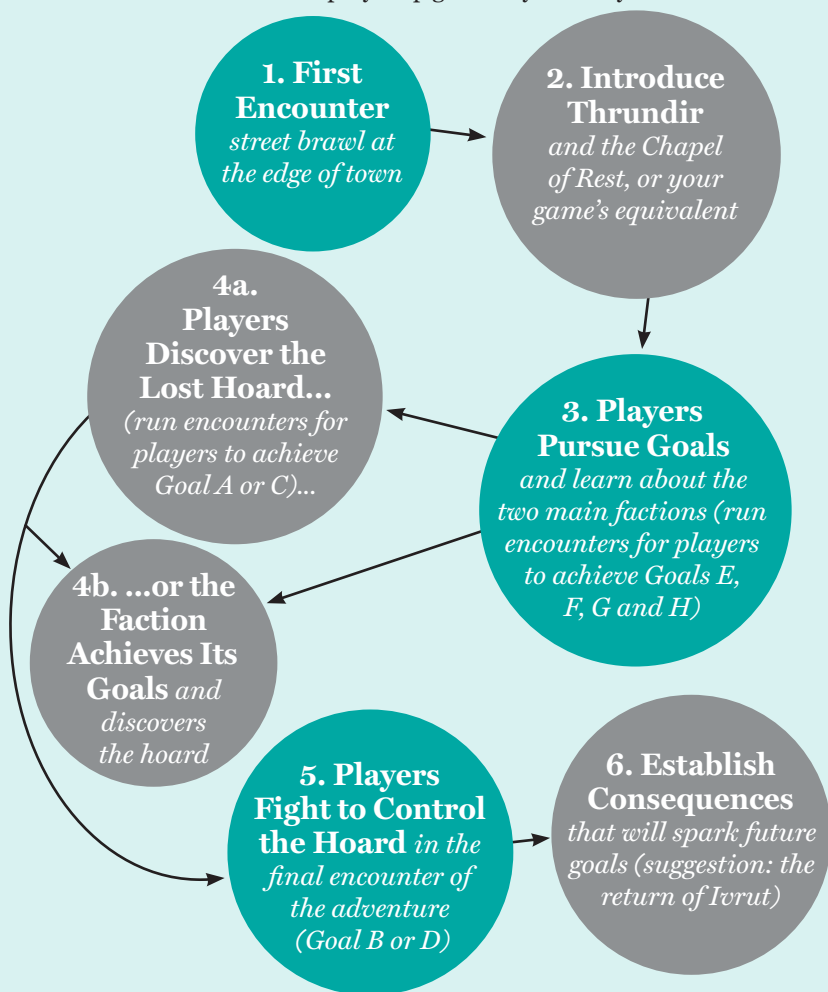 1. First
Encounter
street brawl at
the edge of town
2. Introduce
Thrundir
and the Chapel
of Rest, or your
game's equivalent
3. Players
Pursue Goals
and learn about the
two main factions (run
encounters for players
to achieve Goals E,
F, G and H)
4a.
Players
Discover the
Lost Hoard...
(run encounters for
players to achieve
Goal A or C)...
4b. ...or the
Faction
Achieves Its
Goals and
discovers
the hoard
5. Players
Fight to Control
the Hoard in the
final encounter of
the adventure
(Goal B or D)
6. Establish
Consequences
that will spark future
goals (suggestion: the
return of Ivrut)